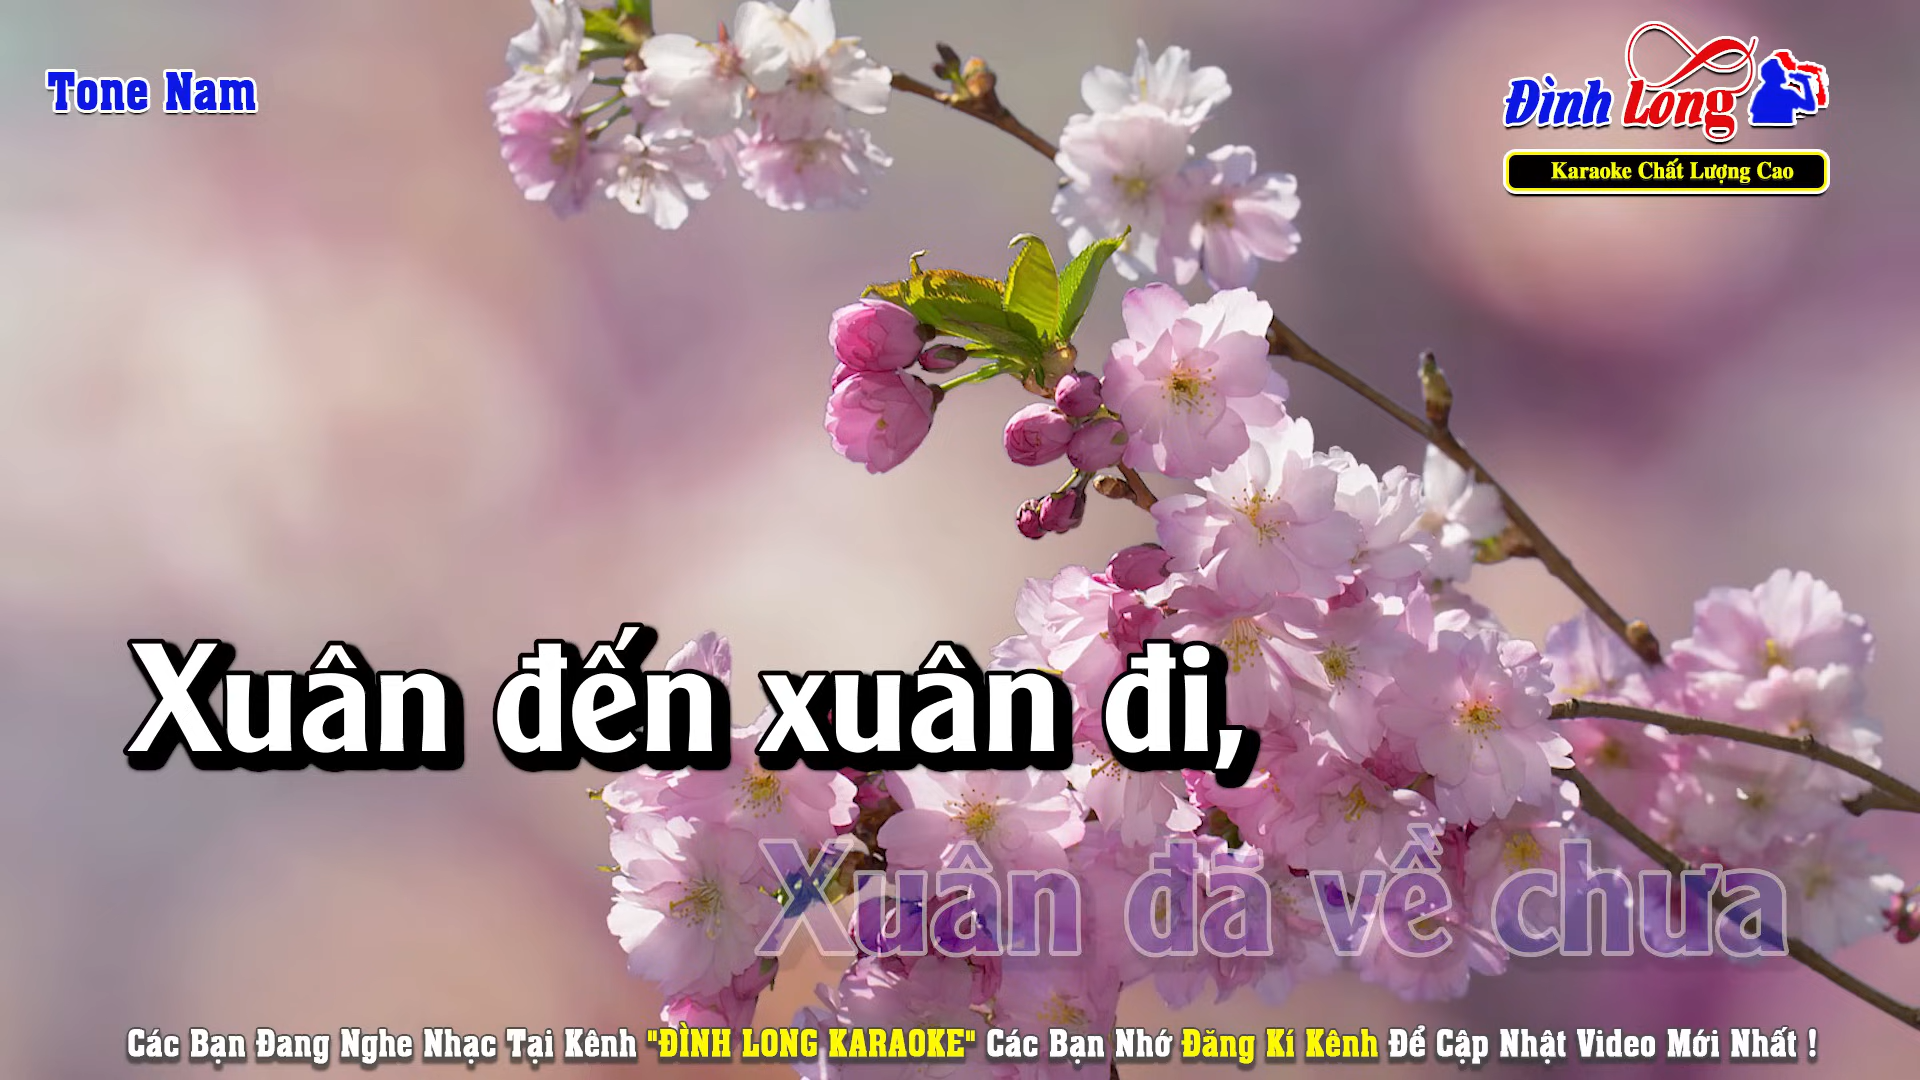 Tone Nam
Đình Long
Karaoke Chất Lượng Cao
Xuân đến xuân đi,
Xuân đã về chưa
Các Bạn Đang Nghe Nhạc Tại Kênh "ĐÌNH LONG KARAOKE" Các Bạn Nhớ Đăng Kí Kênh Để Cập Nhật Video Mới Nhất !